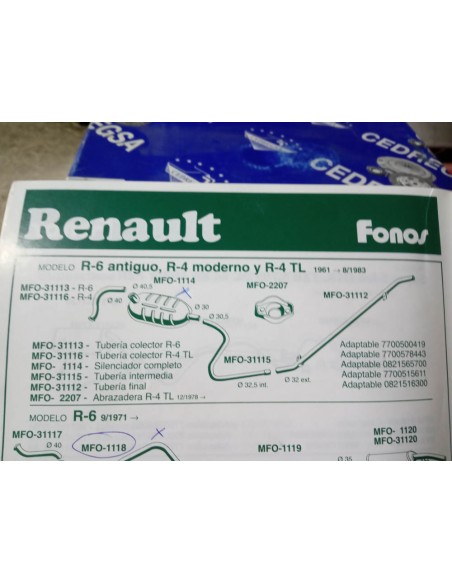 CEDREGSA
CEDREGSA
Renault
Fonos
MODELO R-6 antiguo, R-4 moderno y R-4 TL 1961 → 8/1983
MFO-31113 - R-6
MFO-31116 - R-4
Ø 40
Ø 40,5
MFO-1114
Ø 30
Ø 30,5
MFO-2207
MFO-31112
MFO-31115
Ø 32,5 int.
Ø 32 ext.
MFO-31113 - Tubería colector R-6 Adaptable 7700500419
MFO-31116 - Tubería colector R-4 TL Adaptable 7700578443
MFO- 1114 - Silenciador completo Adaptable 0821565700
MFO-31115 - Tubería intermedia Adaptable 7700515611
MFO-31112 - Tubería final Adaptable 0821516300
MFO- 2207 - Abrazadera R-4 TL 12/1978 →
MODELO R-6 9/1971 →
MFO-31117
Ø 40
MFO-1118
MFO-1119
MFO- 1120
MFO-31120
Ø 35